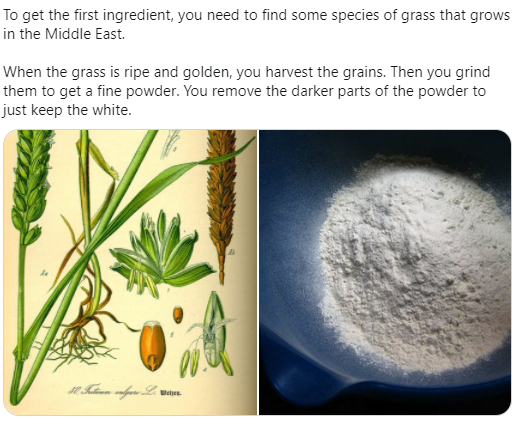 To get the first ingredient, you need to find some species of grass that grows
in the Middle East.
When the grass is ripe and golden, you harvest the grains. Then you grind
them to get a fine powder. You remove the darker parts of the powder to
just keep the white.
Triticum vulgare L. Weizen.